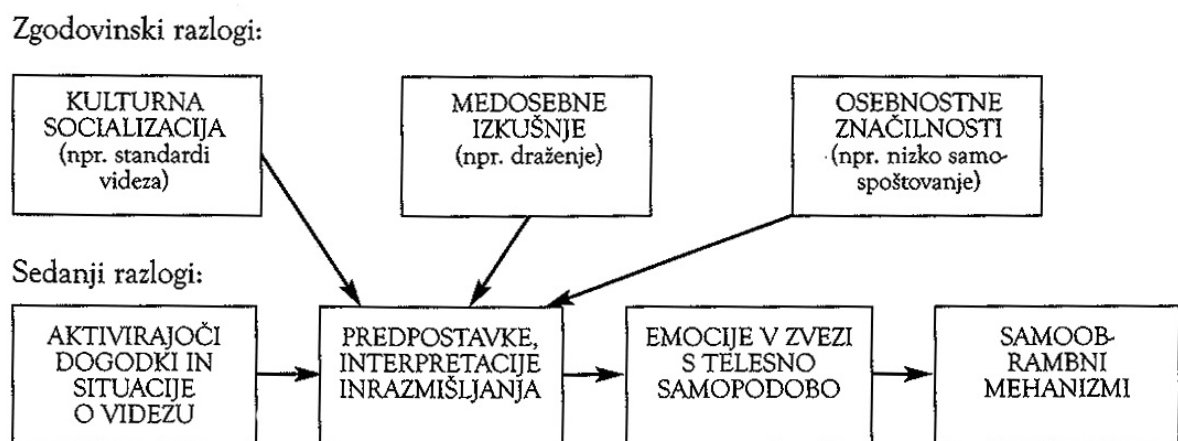 Zgodovinski razlogi:
KULTURNA
SOCIALIZACIJA
(npr. standardi
videza)
MEDOSEBNE
IZKUŠNJE
(npr. draženje)
OSEBNOSTNE
ZNAČILNOSTI
(npr. nizko samo-
spoštovanje)
Sedanji razlogi:
AKTIVIRAJOČI
DOGODKI IN
SITUACIJE
O VIDEZU
PREDPOSTAVKE,
INTERPRETACIJE
INRAZMIŠLJANJA
EMOCIJE V ZVEZI
S TELESNO
SAMOPODOBO
SAMOOB-
RAMBNI
MEHANIZMI